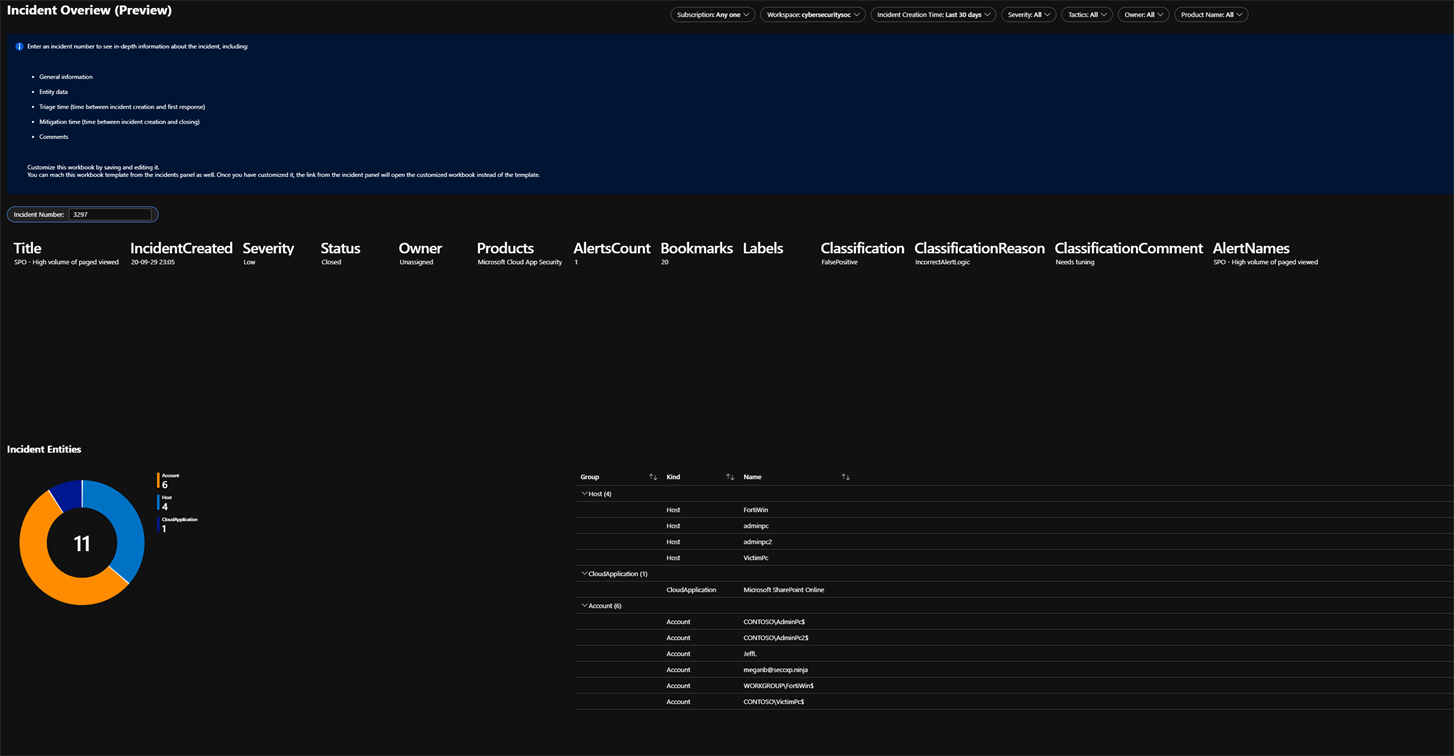 Incident Overiew (Preview)
Subscription: Any one
Workspace: cybersecuritysoc
Incident Creation Time: Last 30 days
Severity: All
Tactics: All
Owner: All
Product Name: All
Enter an incident number to see in-depth information about the incident, including:
• General information
• Entity data
• Triage time (time between incident creation and first response)
• Mitigation time (time between incident creation and closing)
• Comments
Customize this workbook by saving and editing it.
You can reach this workbook template from the incidents panel as well. Once you have customized it, the link from the incident panel will open the customized workbook instead of the template.
Incident Number: 3297
Title IncidentCreated Severity Status Owner Products AlertsCount Bookmarks Labels Classification ClassificationReason ClassificationComment AlertNames
SPO - High volume of paged viewed 20-09-29 23:05 Low Closed Unassigned Microsoft Cloud App Security 1 20 FalsePositive IncorrectAlertLogic Needs tuning SPO - High volume of paged viewed
Incident Entities
11
Account
6
Host
4
CloudApplication
1
Group Kind Name
Host (4)
Host FortiWin
Host adminpc
Host adminpc2
Host VictimPc
CloudApplication (1)
CloudApplication Microsoft SharePoint Online
Account (6)
Account CONTOSO\AdminPc$
Account CONTOSO\AdminPc2$
Account JeffL
Account meganb@seccxp.ninja
Account WORKGROUP\FortiWin$
Account CONTOSO\VictimPc$